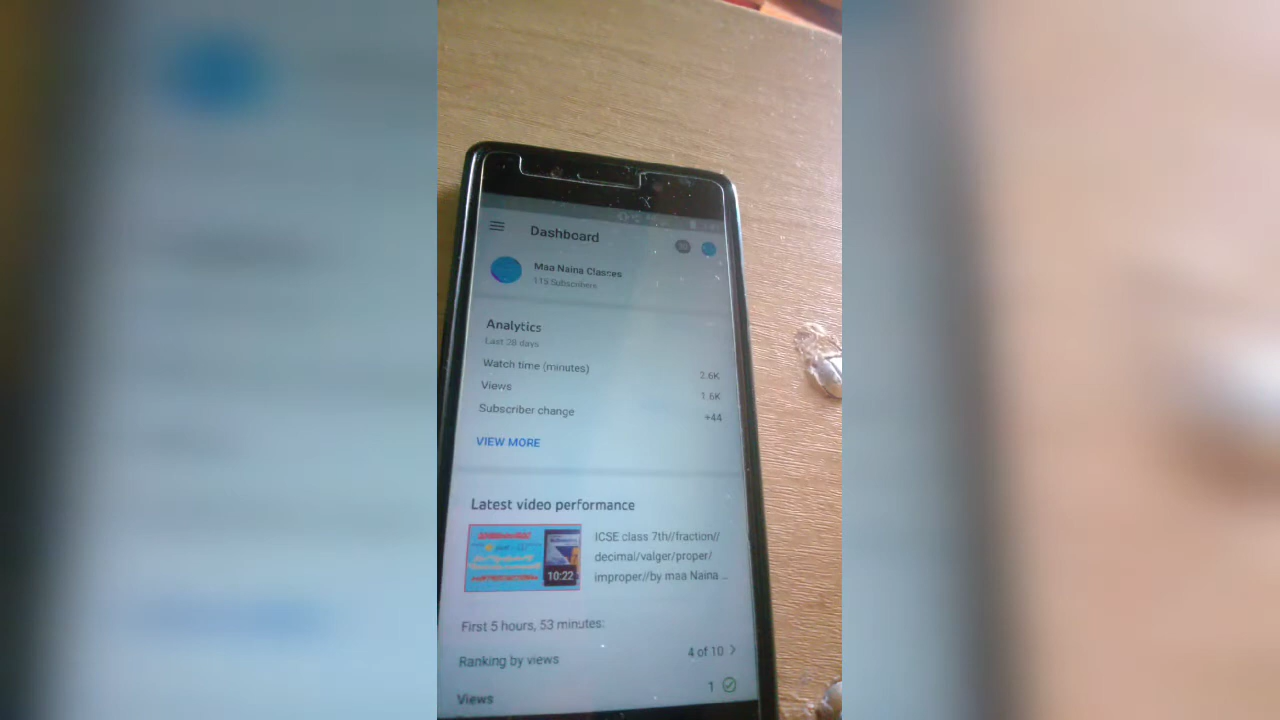 Dashboard
Maa Naina Classes
115 Subscribers
Analytics
Last 28 days
Watch time (minutes) 2.6K
Views 1.6K
Subscriber change +44
VIEW MORE
Latest video performance
ICSE class 7th//fraction//
decimal/valger/proper/
improper//by maa Naina ...
10:22
First 5 hours, 53 minutes:
Ranking by views 4 of 10
Views 1